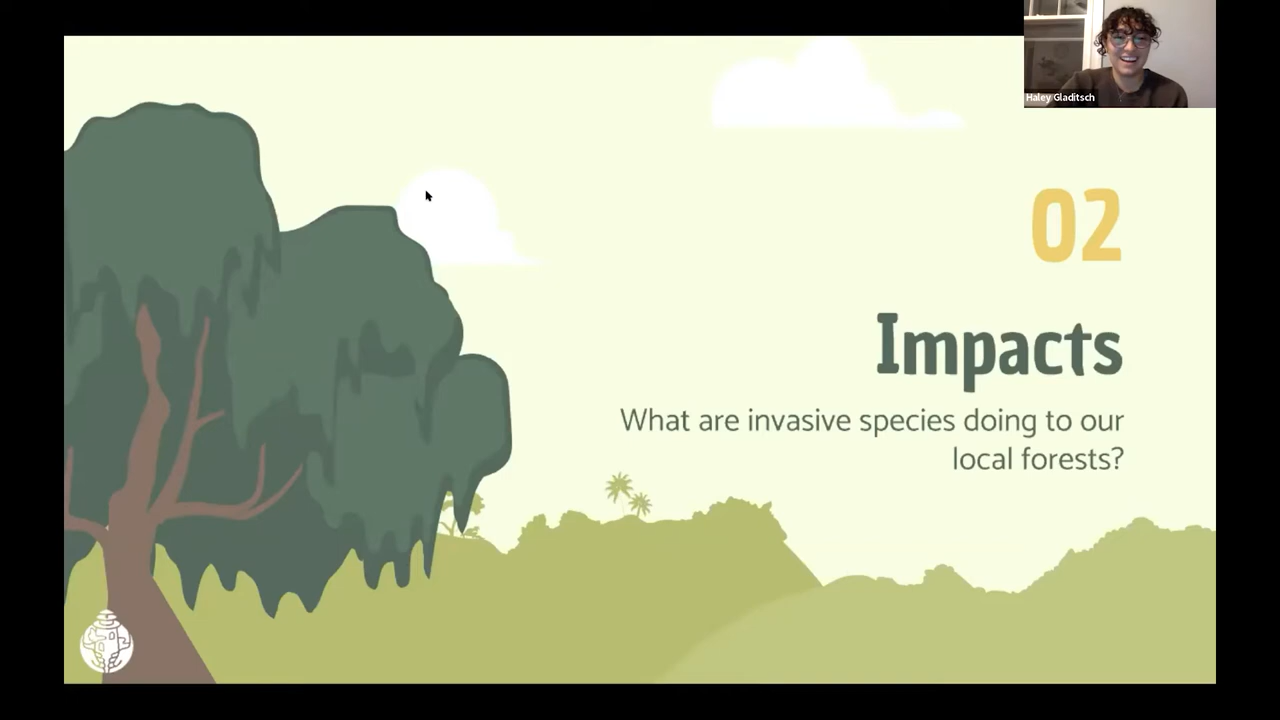 Haley Gladitsch
02
Impacts
What are invasive species doing to our
local forests?